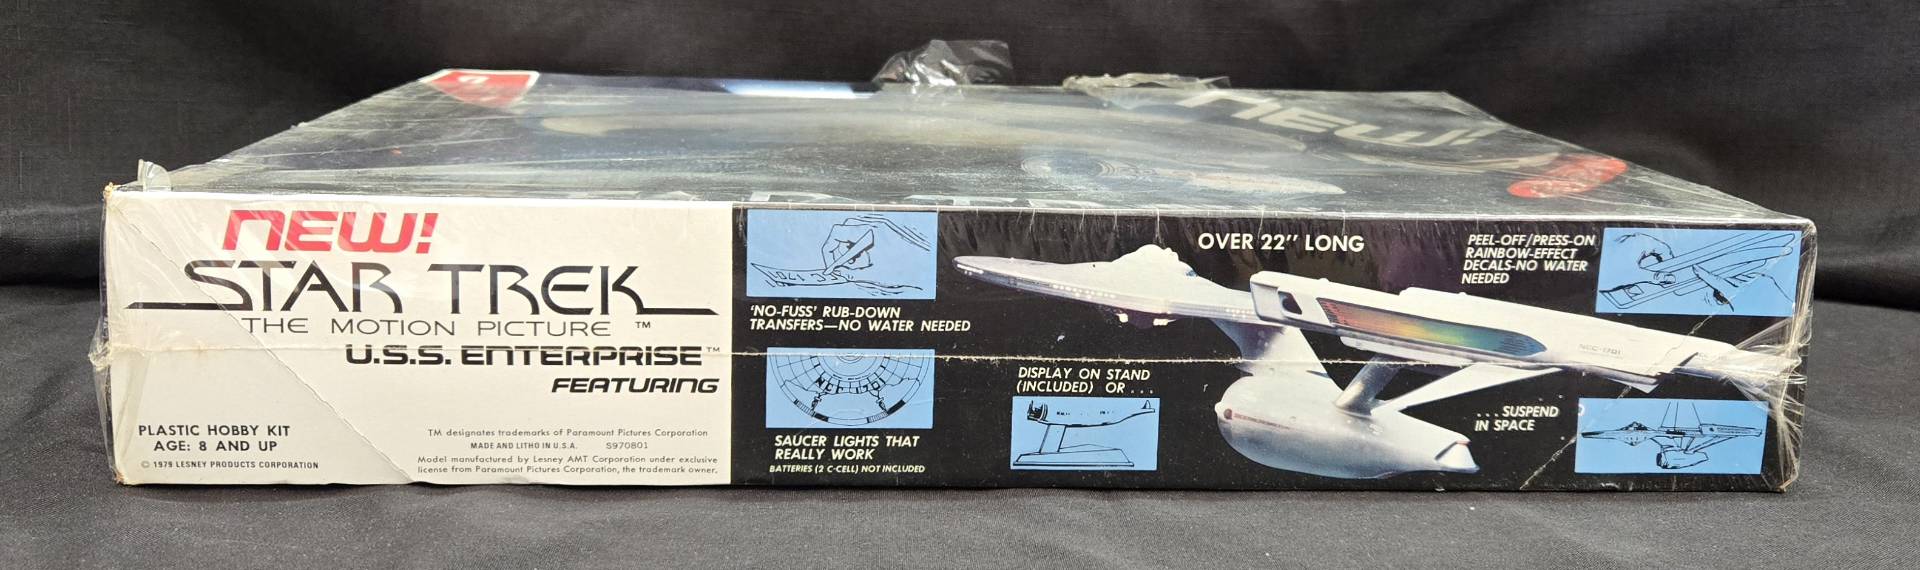 NEW!
NEW!
STAR TREK
THE MOTION PICTURE ™
U.S.S. ENTERPRISE™
FEATURING
PLASTIC HOBBY KIT
AGE: 8 AND UP
© 1979 LESNEY PRODUCTS CORPORATION
TM designates trademarks of Paramount Pictures Corporation
MADE AND LITHO IN U.S.A. S970801
Model manufactured by Lesney AMT Corporation under exclusive
license from Paramount Pictures Corporation, the trademark owner.
'NO-FUSS' RUB-DOWN
TRANSFERS—NO WATER NEEDED
NCC 1701
SAUCER LIGHTS THAT
REALLY WORK
BATTERIES (2 C-CELL) NOT INCLUDED
DISPLAY ON STAND
(INCLUDED) OR . . .
OVER 22" LONG
NCC-1701
PEEL-OFF/PRESS-ON
RAINBOW-EFFECT
DECALS-NO WATER
NEEDED
. . . SUSPEND
IN SPACE